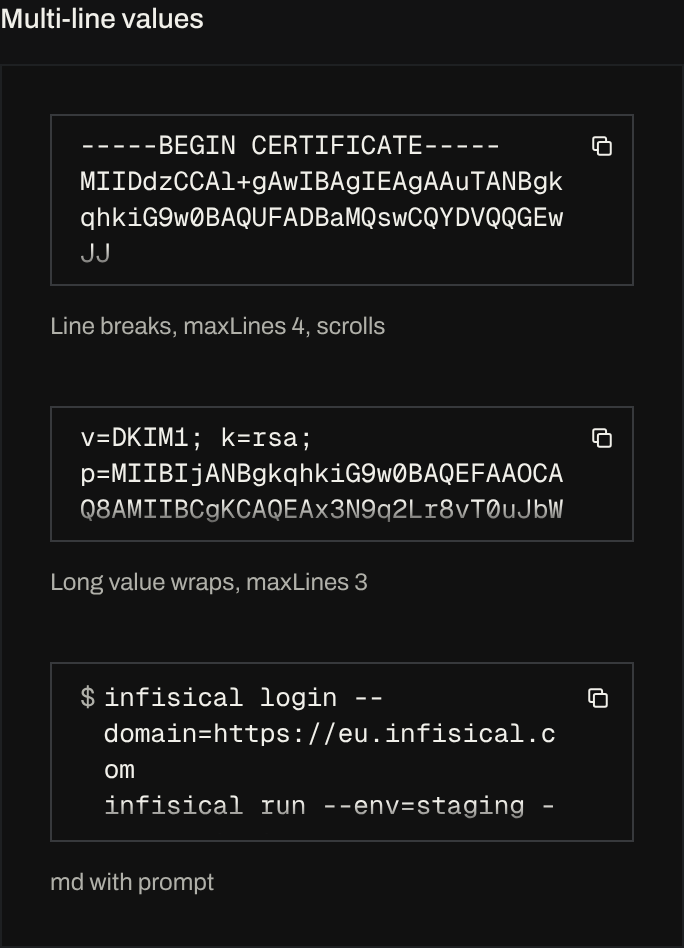 Multi-line values
-----BEGIN CERTIFICATE-----
MIIDdzCCAl+gAwIBAgIEAgAAuTANBgk
qhkiG9w0BAQUFADBaMQswCQYDVQQGEw
JJ
Line breaks, maxLines 4, scrolls
v=DKIM1; k=rsa;
p=MIIBIjANBgkqhkiG9w0BAQEFAAOCA
Q8AMIIBCgKCAQEAx3N9q2Lr8vT0uJbW
Long value wraps, maxLines 3
$ infisical login --
domain=https://eu.infisical.c
om
infisical run --env=staging -
md with prompt